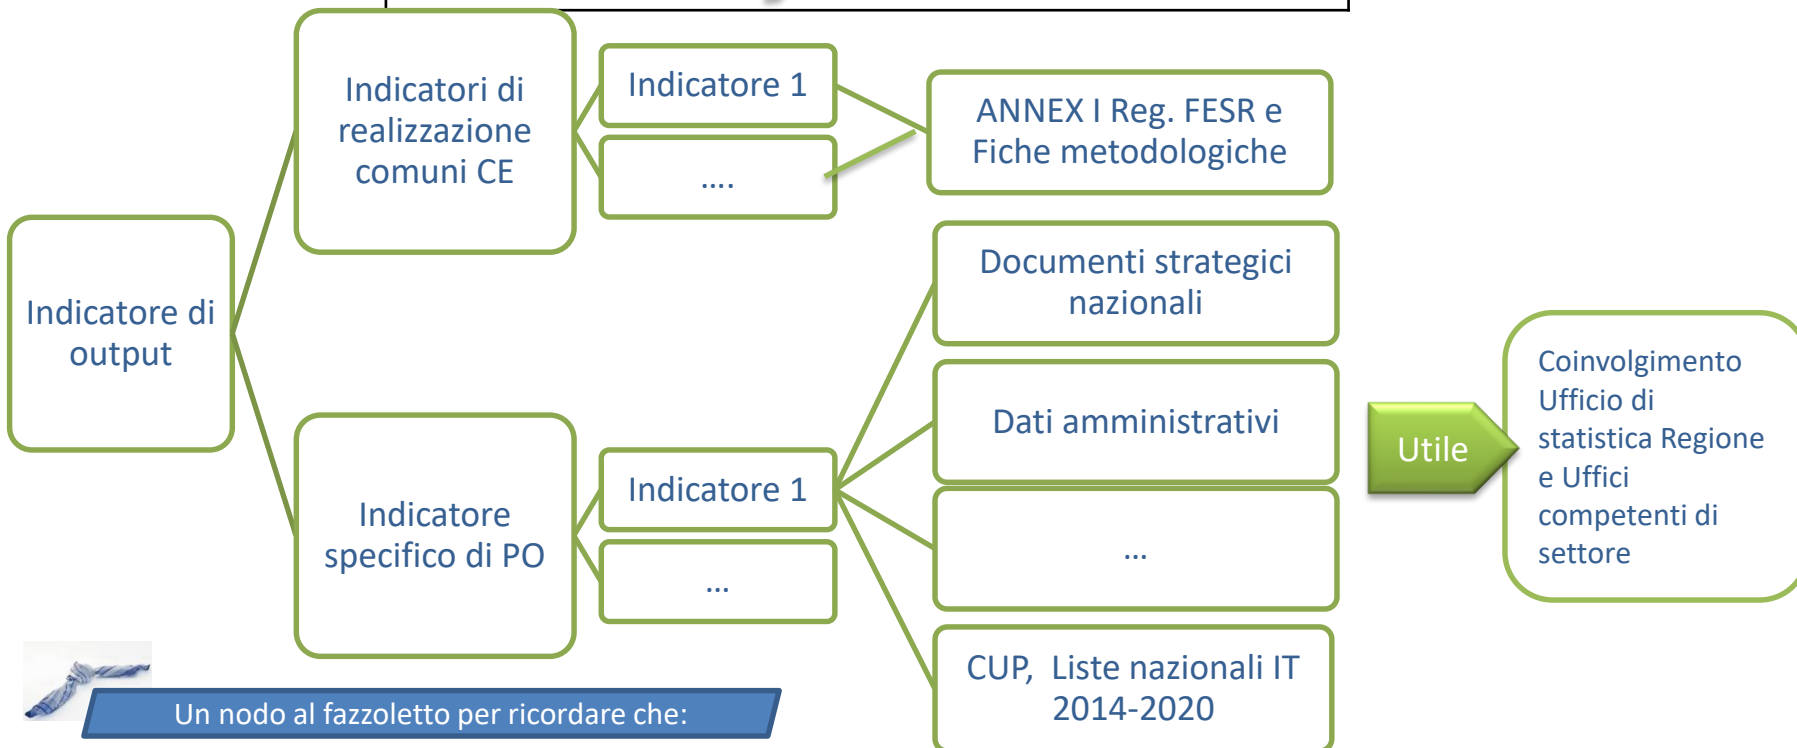 Indicatore di
output
Indicatori di
realizzazione
comuni CE
Indicatore 1
....
ANNEX I Reg. FESR e
Fiche metodologiche
Indicatore
specifico di PO
Indicatore 1
...
Documenti strategici
nazionali
Dati amministrativi
...
CUP, Liste nazionali IT
2014-2020
Utile
Coinvolgimento
Ufficio di
statistica Regione
e Uffici
competenti di
settore
Un nodo al fazzoletto per ricordare che: